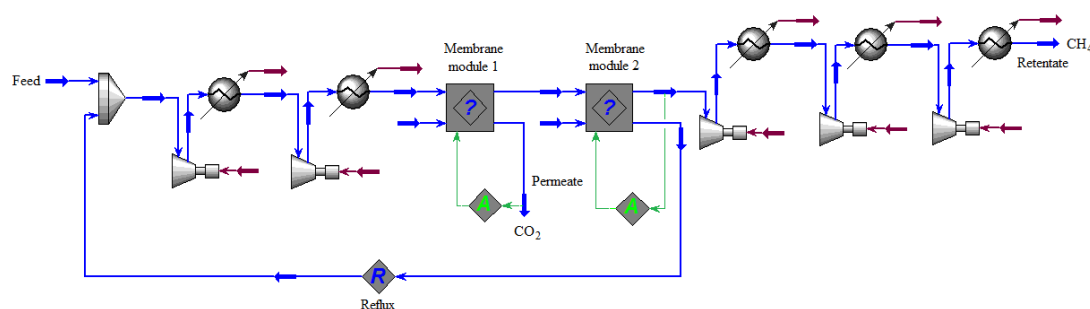 Membrane
module 1
Membrane
module 2
CH4
Retentate
Feed
?
?
A
Permeate
A
CO2
R
Reflux